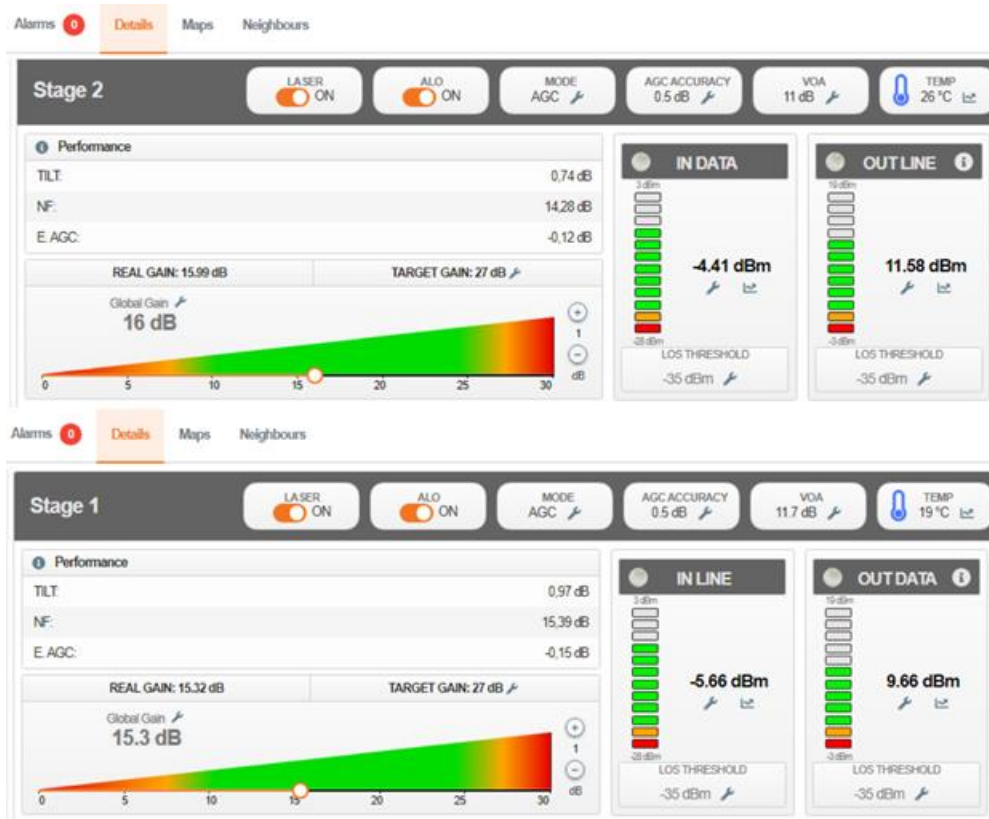 Alarms 0 Details Maps Neighbours
Stage 2
LASER ON
ALO ON
MODE AGC
AGC ACCURACY 0.5 dB
VOA 11 dB
TEMP 26 °C
Performance
TILT: 0,74 dB
NF: 14,28 dB
E. AGC: -0,12 dB
REAL GAIN: 15.99 dB TARGET GAIN: 27 dB
Global Gain
16 dB
1
dB
0 5 10 15 20 25 30
IN DATA
3 dBm
-4.41 dBm
-28 dBm
LOS THRESHOLD
-35 dBm
OUT LINE
19 dBm
11.58 dBm
-3 dBm
LOS THRESHOLD
-35 dBm
Alarms 0 Details Maps Neighbours
Stage 1
LASER ON
ALO ON
MODE AGC
AGC ACCURACY 0.5 dB
VOA 11.7 dB
TEMP 19 °C
Performance
TILT: 0,97 dB
NF: 15,39 dB
E. AGC: -0,15 dB
REAL GAIN: 15.32 dB TARGET GAIN: 27 dB
Global Gain
15.3 dB
1
dB
0 5 10 15 20 25 30
IN LINE
3 dBm
-5.66 dBm
-28 dBm
LOS THRESHOLD
-35 dBm
OUT DATA
19 dBm
9.66 dBm
-3 dBm
LOS THRESHOLD
-35 dBm